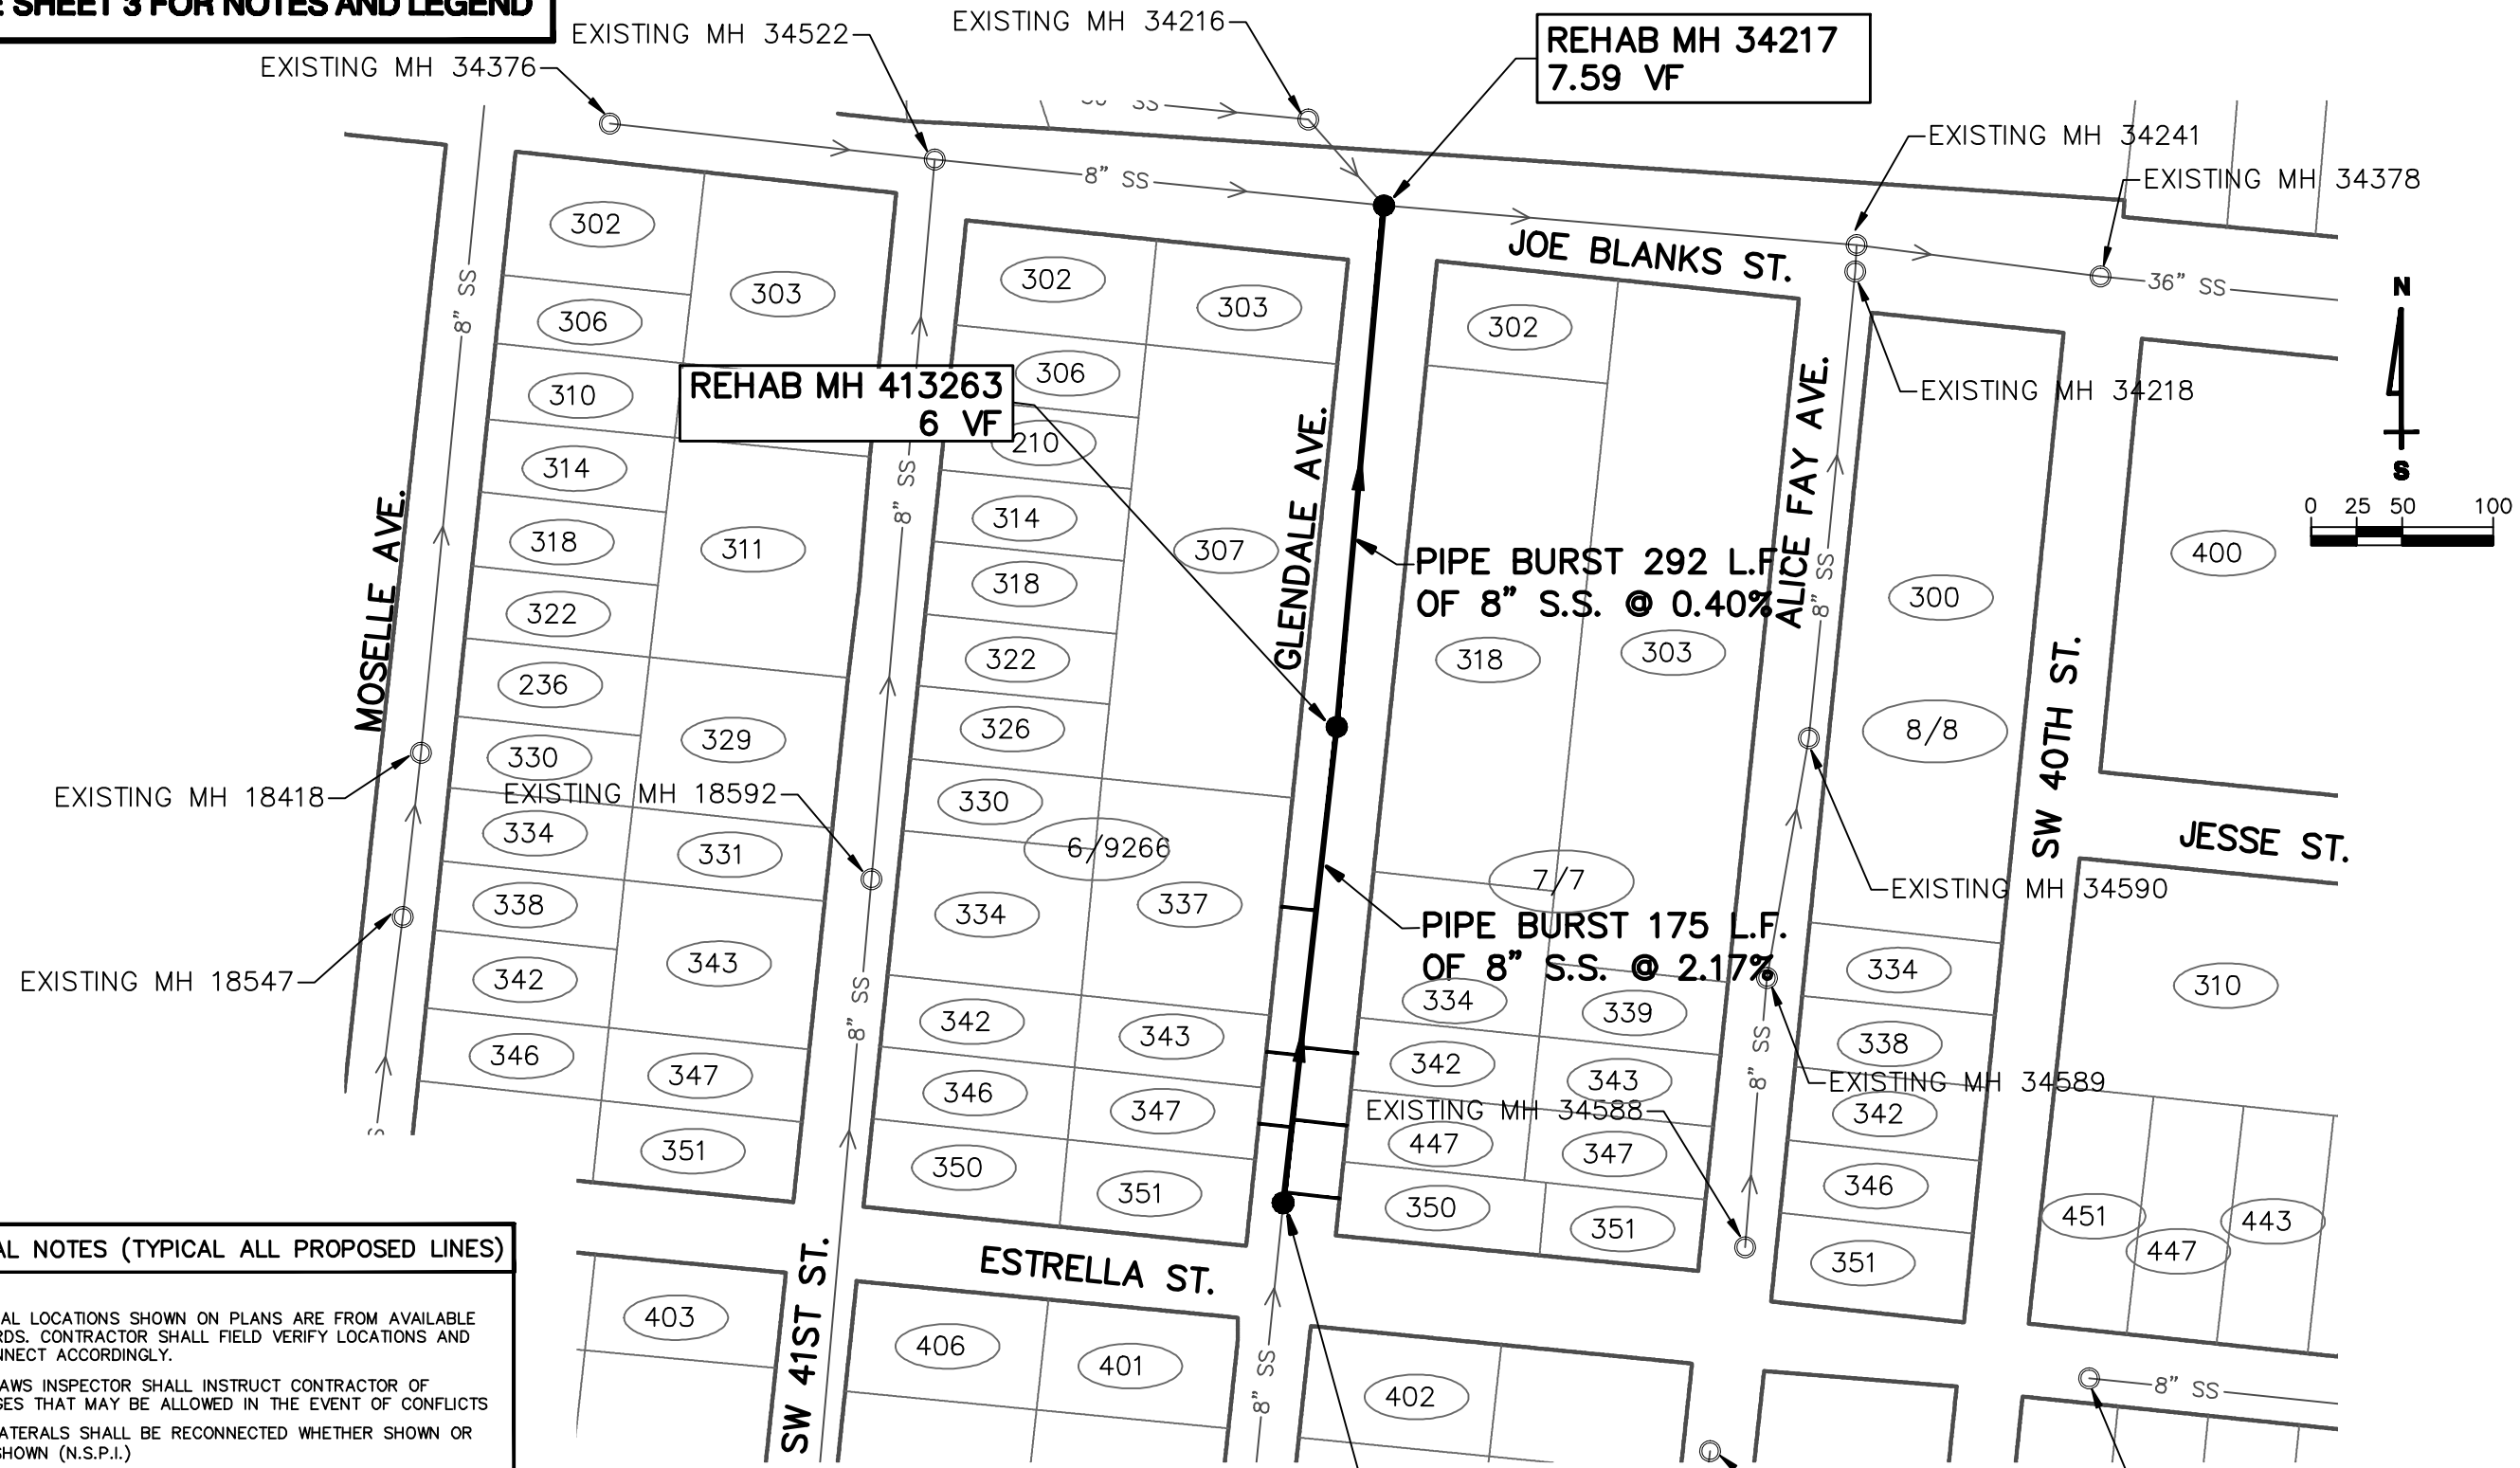 SHEET 3 FOR NOTES AND LEGEND
EXISTING MH 34522
EXISTING MH 34216
REHAB MH 34217
7.59 VF
EXISTING MH 34376
SS
8" SS
EXISTING MH 34241
EXISTING MH 34378
JOE BLANKS ST.
36" SS
N
S
0 25 50 100
302
303
306
310
314
318
322
236
330
334
338
342
346
311
329
331
343
347
351
8" SS
MOSELLE AVE.
REHAB MH 413263
6 VF
8" SS
8" SS
302
303
306
210
314
318
322
326
330
334
342
346
350
307
6/9266
337
343
347
351
GLENDALE AVE.
PIPE BURST 292 L.F.
OF 8" S.S. @ 0.40%
PIPE BURST 175 L.F.
OF 8" S.S. @ 2.17%
302
318
303
7/7
334
339
342
343
447
347
350
351
ALICE FAY AVE.
8" SS
8" SS
EXISTING MH 34218
300
8/8
400
SW 40TH ST.
JESSE ST.
EXISTING MH 18418
EXISTING MH 18592
EXISTING MH 18547
EXISTING MH 34590
EXISTING MH 34589
EXISTING MH 34588
334
338
342
346
351
310
451
447
443
ESTRELLA ST.
SW 41ST ST.
403
406
401
402
8" SS
8" SS
NOTES (TYPICAL ALL PROPOSED LINES)
LOCATIONS SHOWN ON PLANS ARE FROM AVAILABLE
CONTRACTOR SHALL FIELD VERIFY LOCATIONS AND
ACCORDINGLY.
INSPECTOR SHALL INSTRUCT CONTRACTOR OF
THAT MAY BE ALLOWED IN THE EVENT OF CONFLICTS
SHALL BE RECONNECTED WHETHER SHOWN OR
SHOWN (N.S.P.I.)